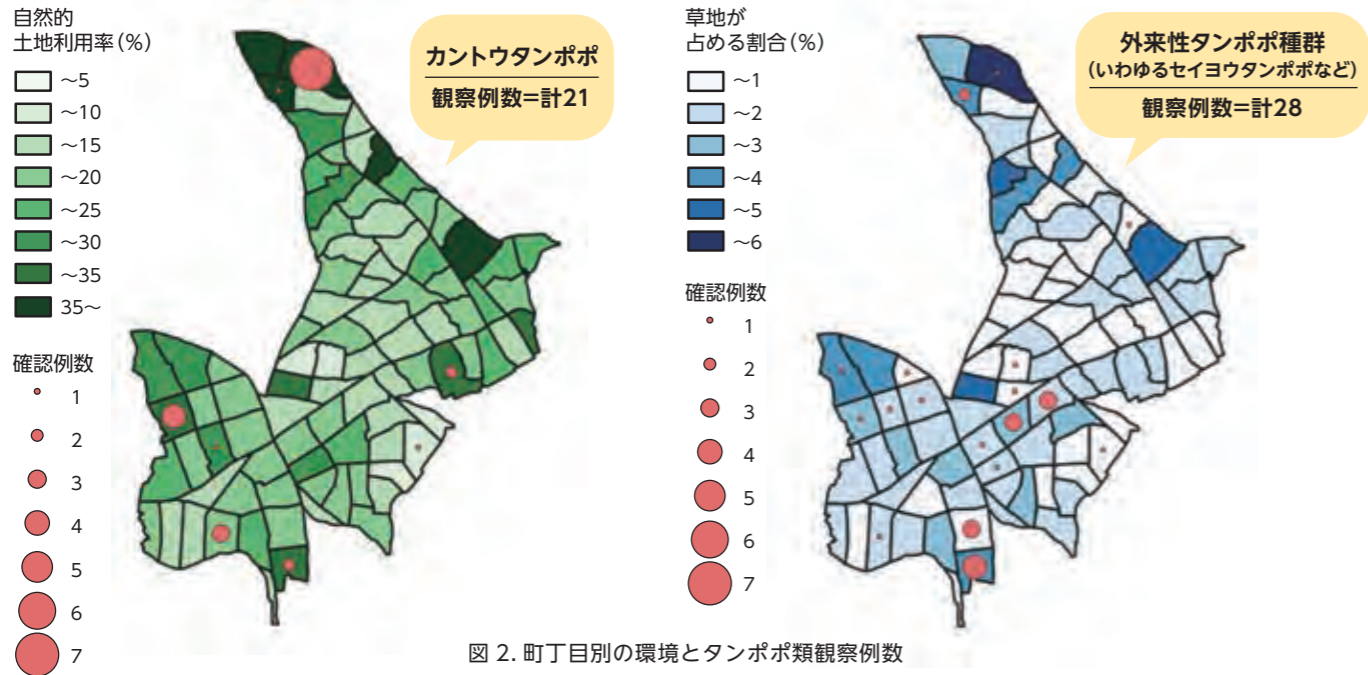 自然的
土地利用率(%)
～5
～10
～15
～20
～25
～30
～35
35～
確認例数
1
2
3
4
5
6
7
カントウタンポポ
観察例数=計21
草地が
占める割合(%)
～1
～2
～3
～4
～5
～6
確認例数
1
2
3
4
5
6
7
外来性タンポポ種群
(いわゆるセイヨウタンポポなど)
観察例数=計28
図 2. 町丁目別の環境とタンポポ類観察例数